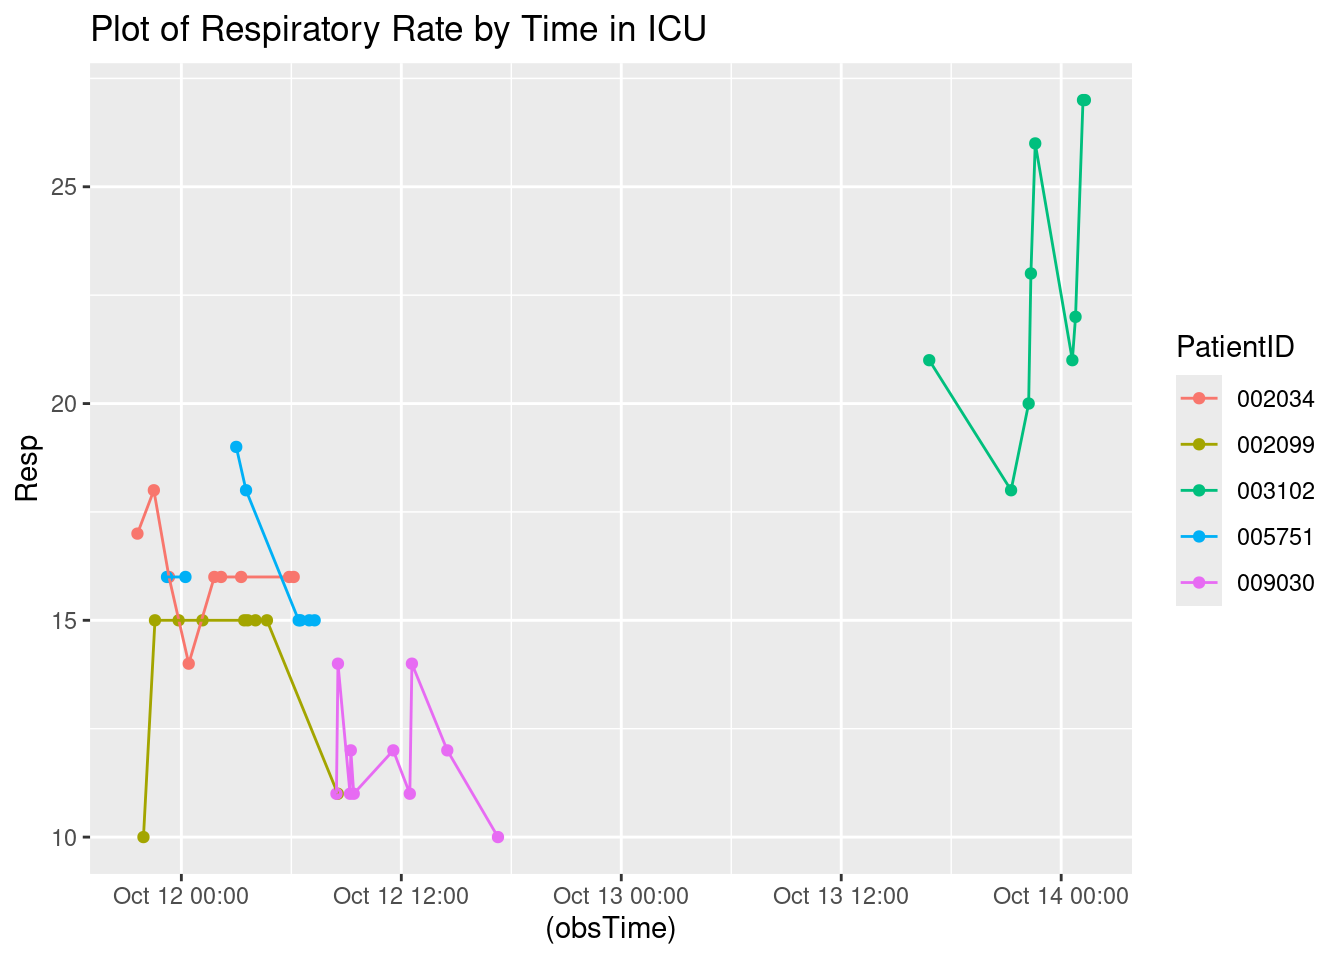 Plot of Respiratory Rate by Time in ICU
Resp
25
20
15
10
Oct 12 00:00
Oct 12 12:00
Oct 13 00:00
Oct 13 12:00
Oct 14 00:00
(obsTime)
PatientID
002034
002099
003102
005751
009030